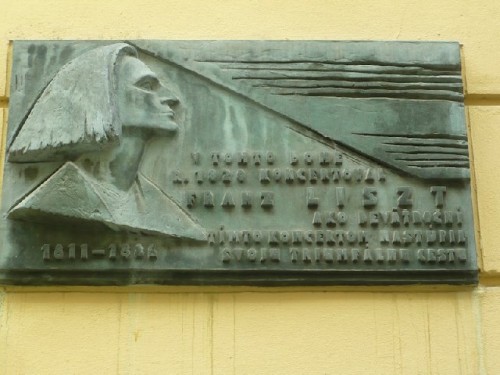 V TOMTO DOME
R. 1820 KONCERTOVAL
FRANZ LISZT
AKO DEVÄŤROČNÝ
TÝMTO KONCERTOM NASTÚPIL
SVOJU TRIUMFÁLNU CESTU
1811-1886